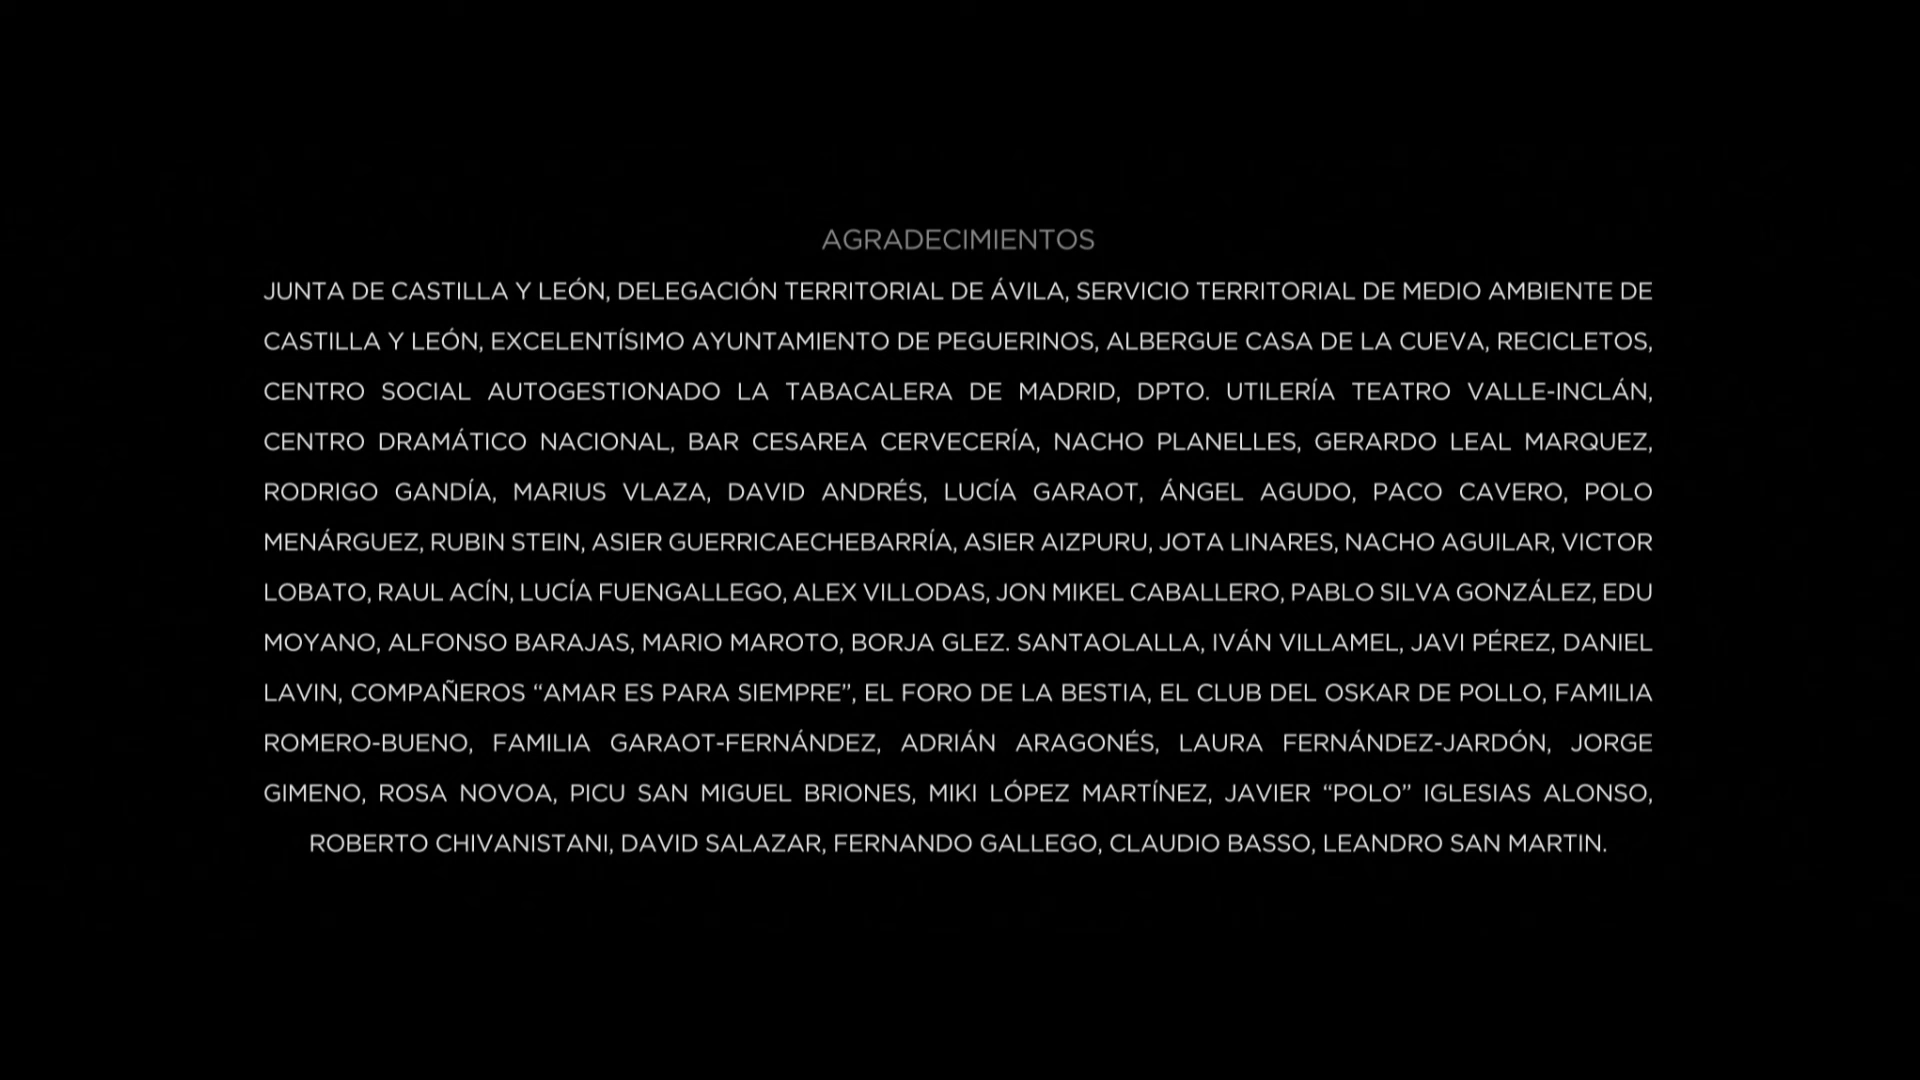 AGRADECIMIENTOS
JUNTA DE CASTILLA Y LEÓN, DELEGACIÓN TERRITORIAL DE ÁVILA, SERVICIO TERRITORIAL DE MEDIO AMBIENTE DE
CASTILLA Y LEÓN, EXCELENTÍSIMO AYUNTAMIENTO DE PEGUERINOS, ALBERGUE CASA DE LA CUEVA, RECICLETOS,
CENTRO SOCIAL AUTOGESTIONADO LA TABACALERA DE MADRID, DPTO. UTILERÍA TEATRO VALLE-INCLÁN,
CENTRO DRAMÁTICO NACIONAL, BAR CESAREA CERVECERÍA, NACHO PLANELLES, GERARDO LEAL MARQUEZ,
RODRIGO GANDÍA, MARIUS VLAZA, DAVID ANDRÉS, LUCÍA GARAOT, ÁNGEL AGUDO, PACO CAVERO, POLO
MENÁRGUEZ, RUBIN STEIN, ASIER GUERRICAECHEBARRÍA, ASIER AIZPURU, JOTA LINARES, NACHO AGUILAR, VICTOR
LOBATO, RAUL ACÍN, LUCÍA FUENGALLEGO, ALEX VILLODAS, JON MIKEL CABALLERO, PABLO SILVA GONZÁLEZ, EDU
MOYANO, ALFONSO BARAJAS, MARIO MAROTO, BORJA GLEZ. SANTAOLALLA, IVÁN VILLAMEL, JAVI PÉREZ, DANIEL
LAVIN, COMPAÑEROS “AMAR ES PARA SIEMPRE”, EL FORO DE LA BESTIA, EL CLUB DEL OSKAR DE POLLO, FAMILIA
ROMERO-BUENO, FAMILIA GARAOT-FERNÁNDEZ, ADRIÁN ARAGONÉS, LAURA FERNÁNDEZ-JARDÓN, JORGE
GIMENO, ROSA NOVOA, PICU SAN MIGUEL BRIONES, MIKI LÓPEZ MARTÍNEZ, JAVIER “POLO” IGLESIAS ALONSO,
ROBERTO CHIVANISTANI, DAVID SALAZAR, FERNANDO GALLEGO, CLAUDIO BASSO, LEANDRO SAN MARTIN.